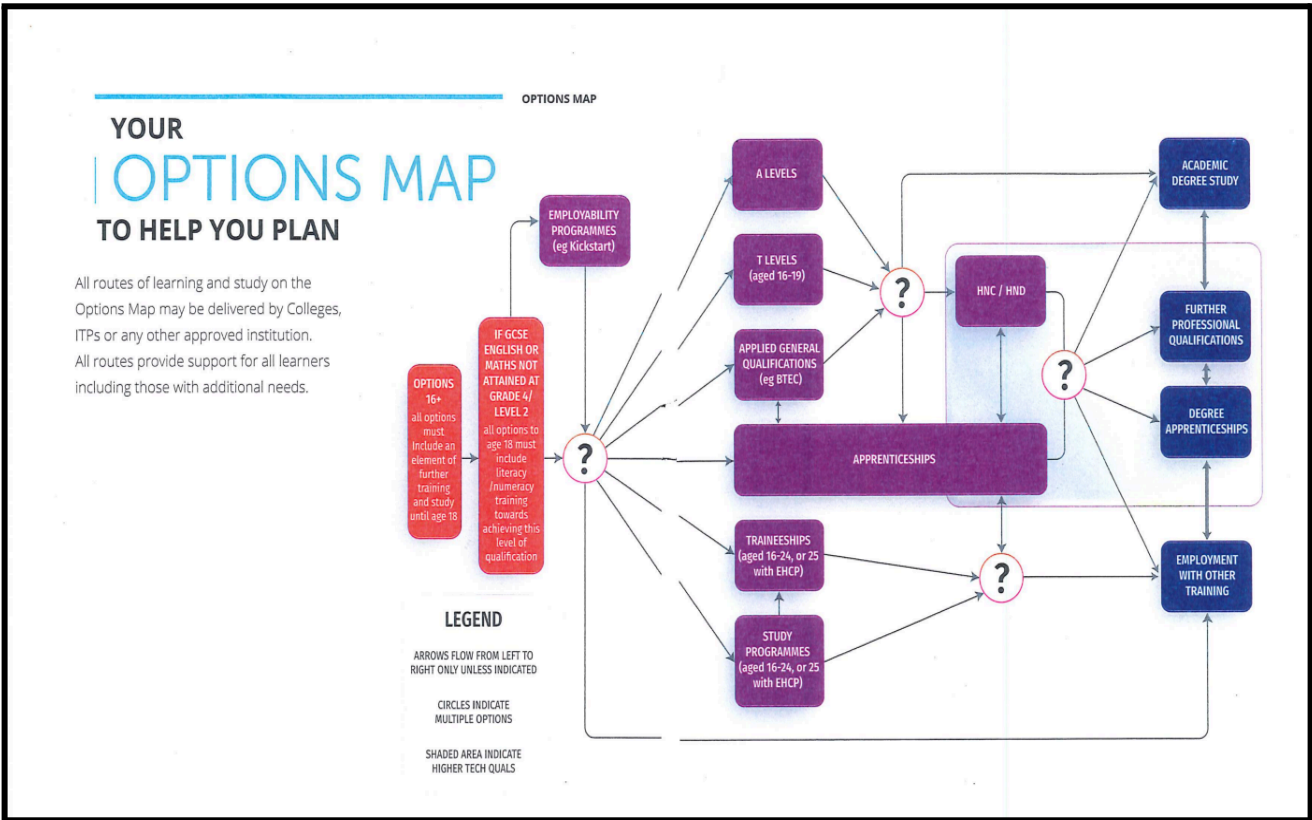 OPTIONS MAP
YOUR
OPTIONS MAP
TO HELP YOU PLAN
All routes of learning and study on the
Options Map may be delivered by Colleges,
ITPs or any other approved institution.
All routes provide support for all learners
including those with additional needs.
OPTIONS
16+
all options
must
Include an
element of
further
training
and study
until age 18
IF GCSE
ENGLISH OR
MATHS NOT
ATTAINED AT
GRADE 4/
LEVEL 2
all options to
age 18 must
include
literacy
/numeracy
training
towards
achieving this
level of
qualification
EMPLOYABILITY
PROGRAMMES
(eg Kickstart)
?
A LEVELS
T LEVELS
(aged 16-19)
APPLIED GENERAL
QUALIFICATIONS
(eg BTEC)
APPRENTICESHIPS
TRAINEESHIPS
(aged 16-24, or 25
with EHCP)
STUDY
PROGRAMMES
(aged 16-24, or 25
with EHCP)
?
HNC / HND
?
?
ACADEMIC
DEGREE STUDY
FURTHER
PROFESSIONAL
QUALIFICATIONS
DEGREE
APPRENTICESHIPS
EMPLOYMENT
WITH OTHER
TRAINING
LEGEND
ARROWS FLOW FROM LEFT TO
RIGHT ONLY UNLESS INDICATED
CIRCLES INDICATE
MULTIPLE OPTIONS
SHADED AREA INDICATE
HIGHER TECH QUALS